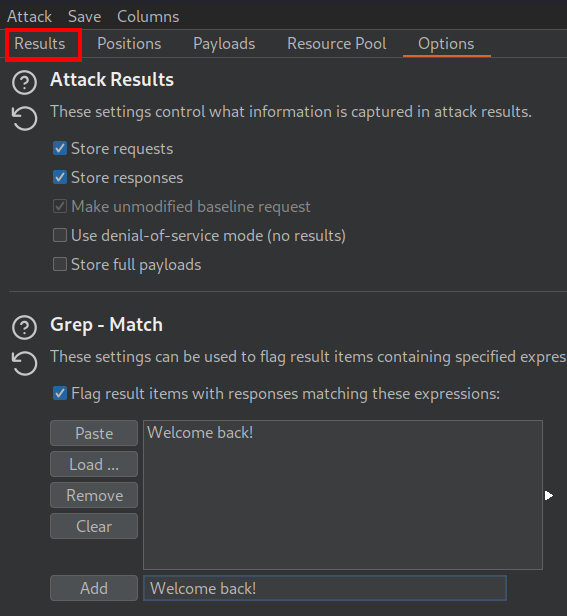 Attack Save Columns
Results Positions Payloads Resource Pool Options
Attack Results
These settings control what information is captured in attack results.
Store requests
Store responses
Make unmodified baseline request
Use denial-of-service mode (no results)
Store full payloads
Grep - Match
These settings can be used to flag result items containing specified expres
Flag result items with responses matching these expressions:
Paste
Welcome back!
Load ...
Remove
Clear
Add
Welcome back!